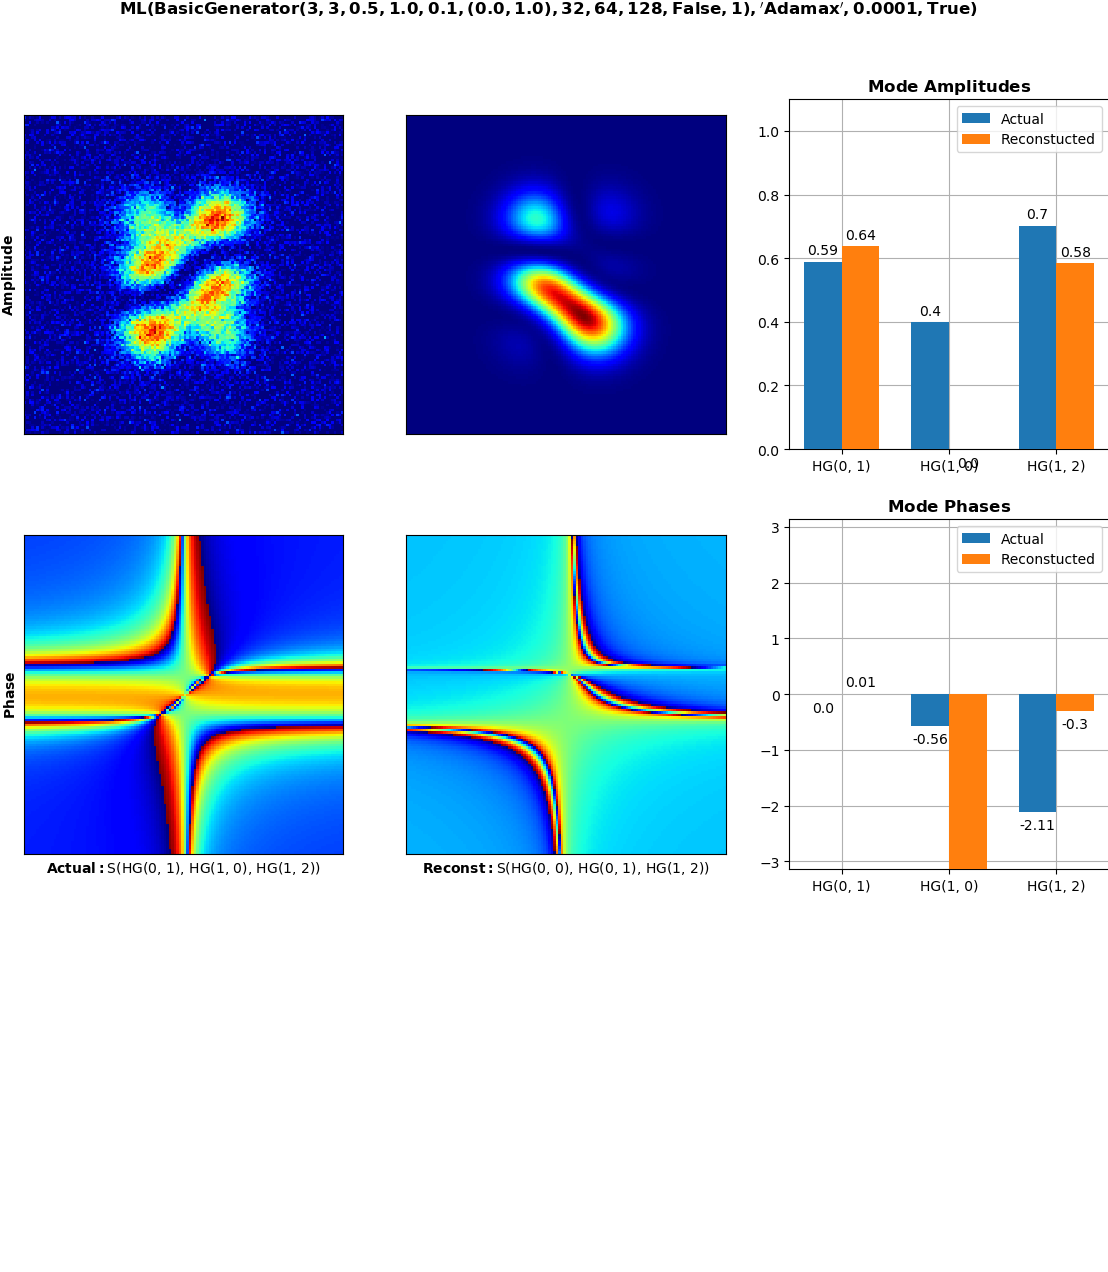 ML(BasicGenerator(3, 3, 0.5, 1.0, 0.1, (0.0, 1.0), 32, 64, 128, False, 1), 'Adamax', 0.0001, True)
Amplitude
Mode Amplitudes
Actual
Reconstucted
1.0
0.8
0.6
0.4
0.2
0.0
0.59
0.64
0.4
0.0
0.7
0.58
HG(0, 1)
HG(1, 0)
HG(1, 2)
Phase
Actual: S(HG(0, 1), HG(1, 0), HG(1, 2))
Reconst: S(HG(0, 0), HG(0, 1), HG(1, 2))
Mode Phases
Actual
Reconstucted
3
2
1
0
−1
−2
−3
0.0
0.01
-0.56
-2.11
-0.3
HG(0, 1)
HG(1, 0)
HG(1, 2)